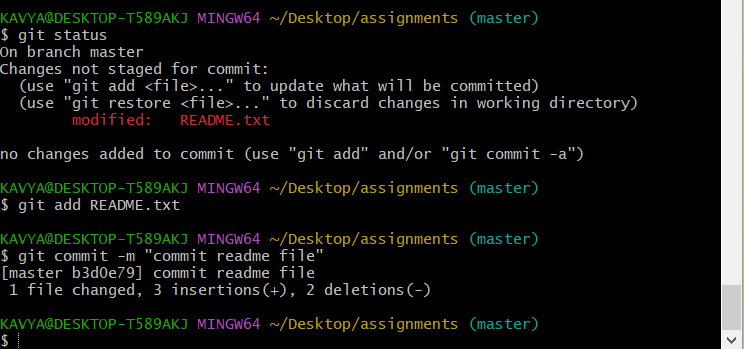 KAVYA@DESKTOP-T589AKJ MINGW64 ~/Desktop/assignments (master)
$ git status
On branch master
Changes not staged for commit:
  (use "git add <file>..." to update what will be committed)
  (use "git restore <file>..." to discard changes in working directory)
        modified:   README.txt

no changes added to commit (use "git add" and/or "git commit -a")

KAVYA@DESKTOP-T589AKJ MINGW64 ~/Desktop/assignments (master)
$ git add README.txt

KAVYA@DESKTOP-T589AKJ MINGW64 ~/Desktop/assignments (master)
$ git commit -m "commit readme file"
[master b3d0e79] commit readme file
 1 file changed, 3 insertions(+), 2 deletions(-)

KAVYA@DESKTOP-T589AKJ MINGW64 ~/Desktop/assignments (master)
$